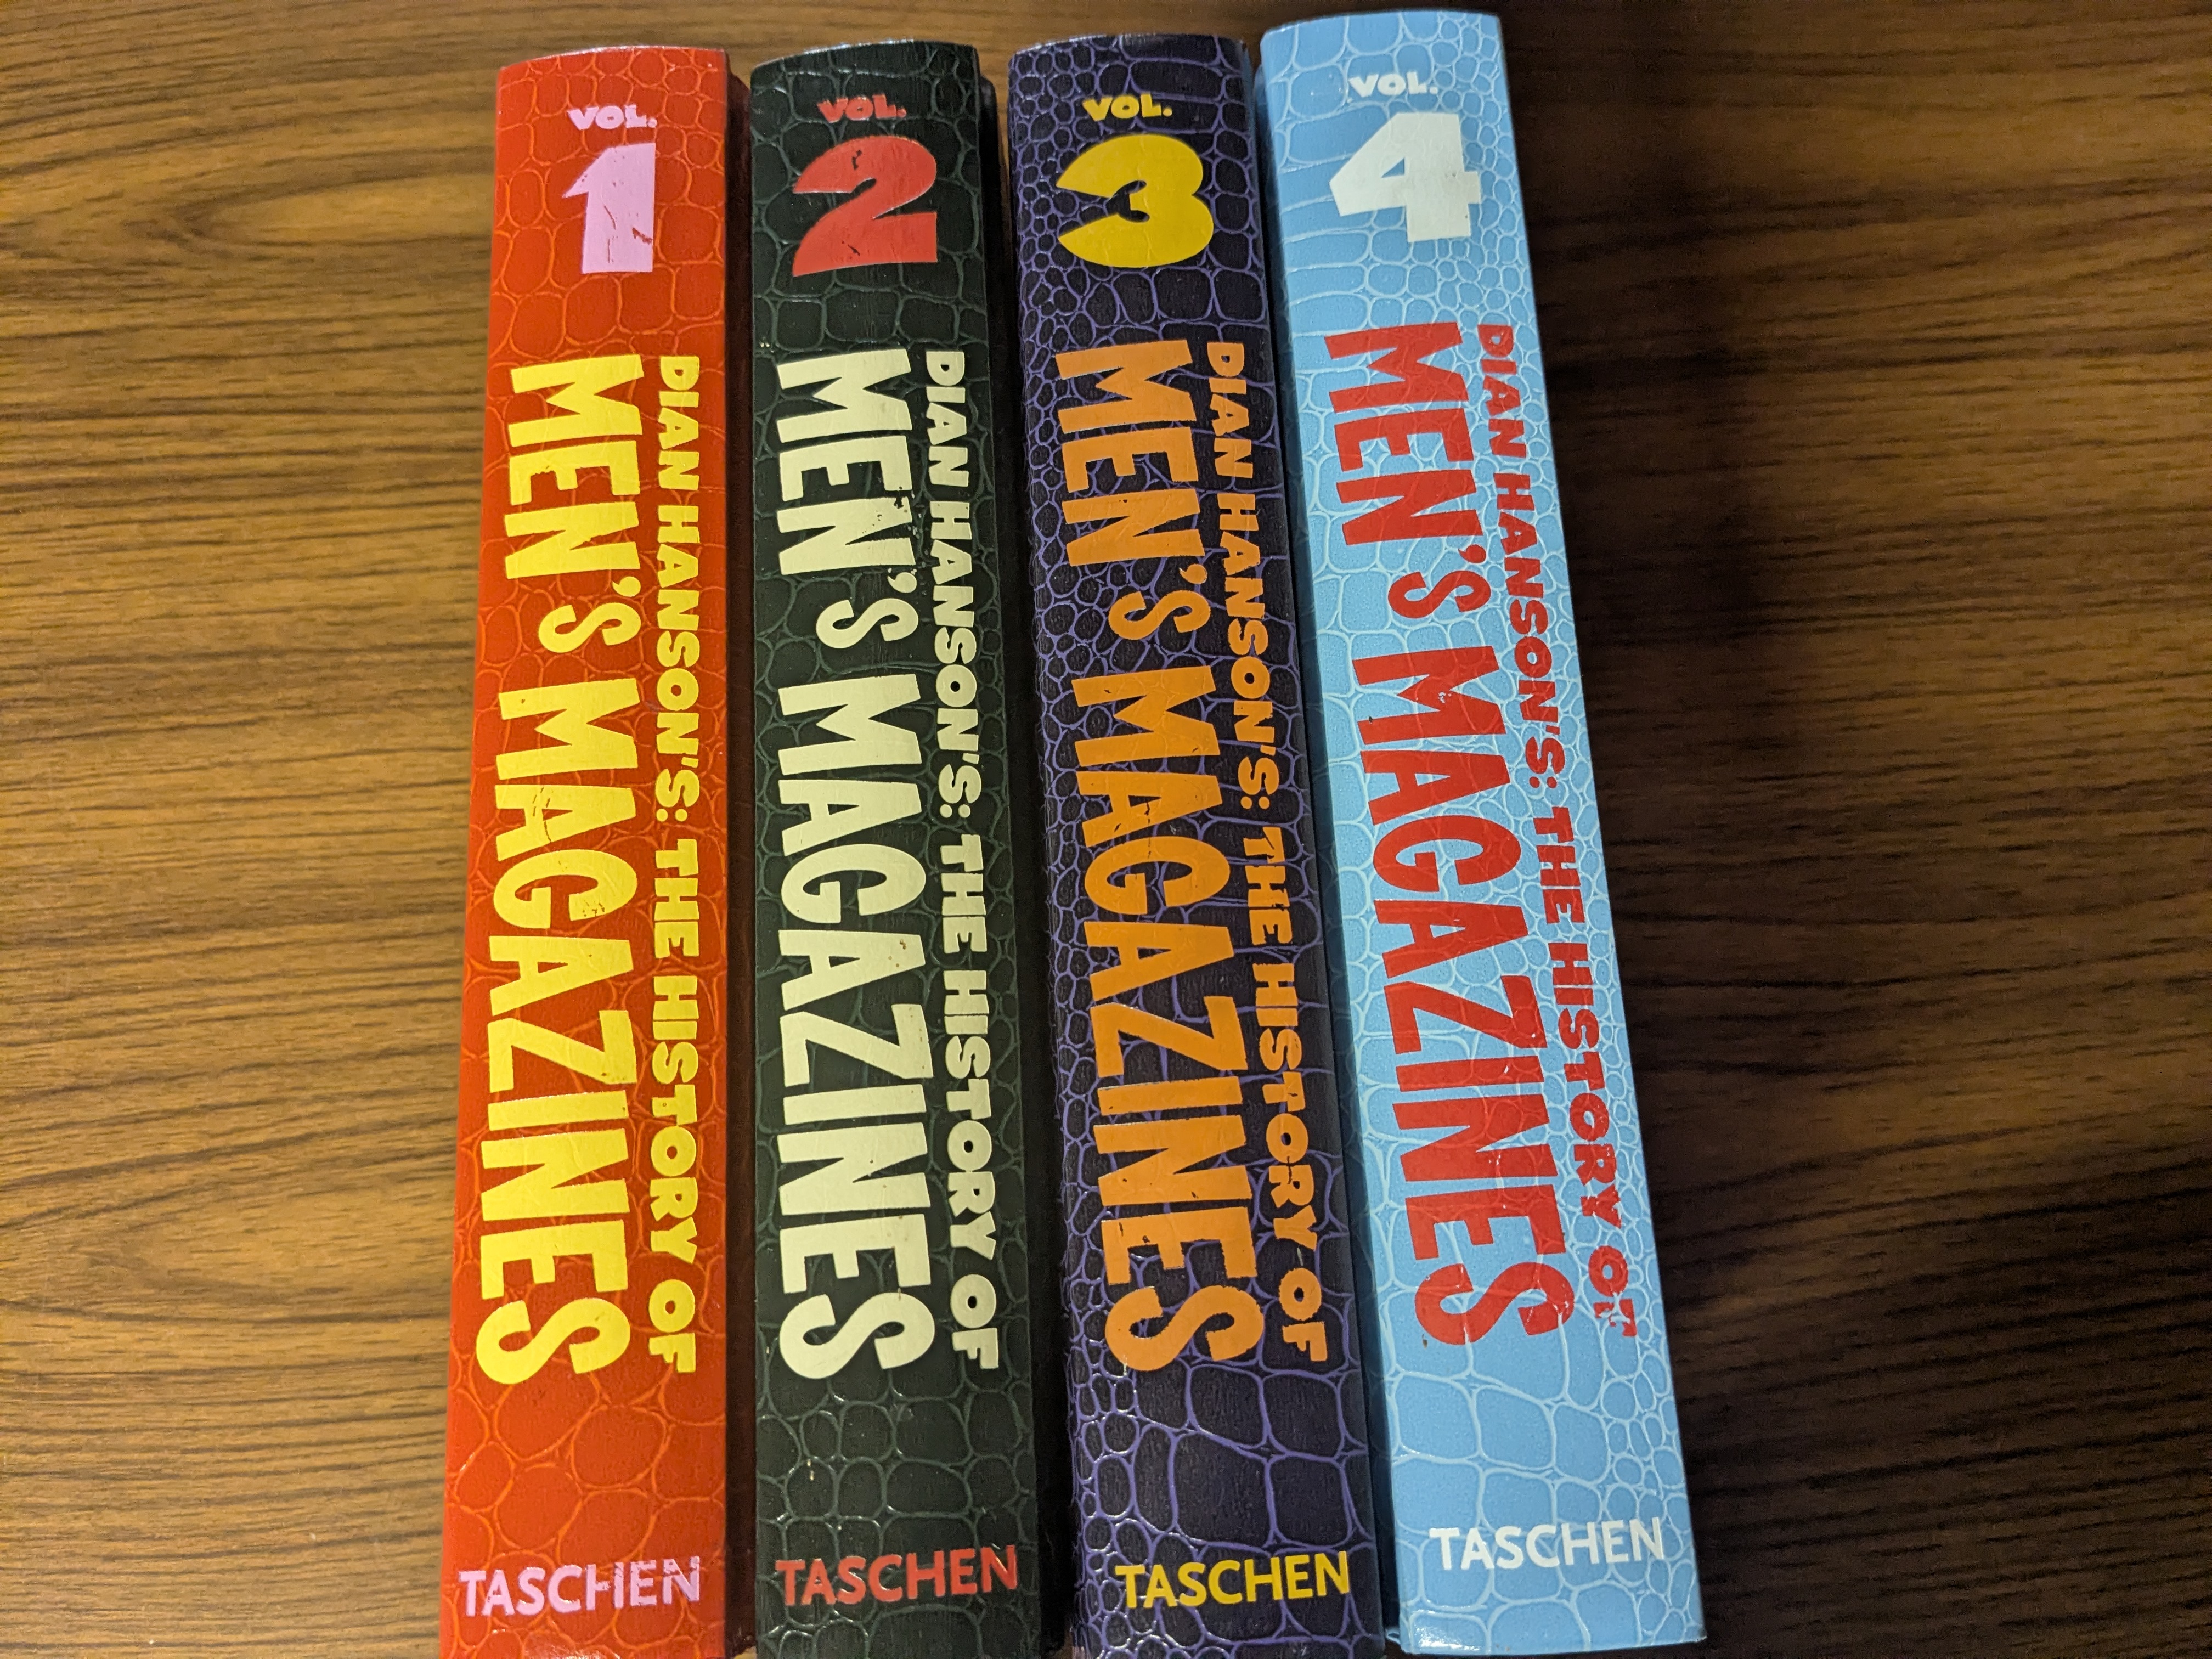 VOL.
1
DIAN HANSON'S: THE HISTORY OF
MEN'S MAGAZINES
TASCHEN
VOL.
2
DIAN HANSON'S: THE HISTORY OF
MEN'S MAGAZINES
TASCHEN
VOL.
3
DIAN HANSON'S: THE HISTORY OF
MEN'S MAGAZINES
TASCHEN
VOL.
4
DIAN HANSON'S: THE HISTORY OF
MEN'S MAGAZINES
TASCHEN